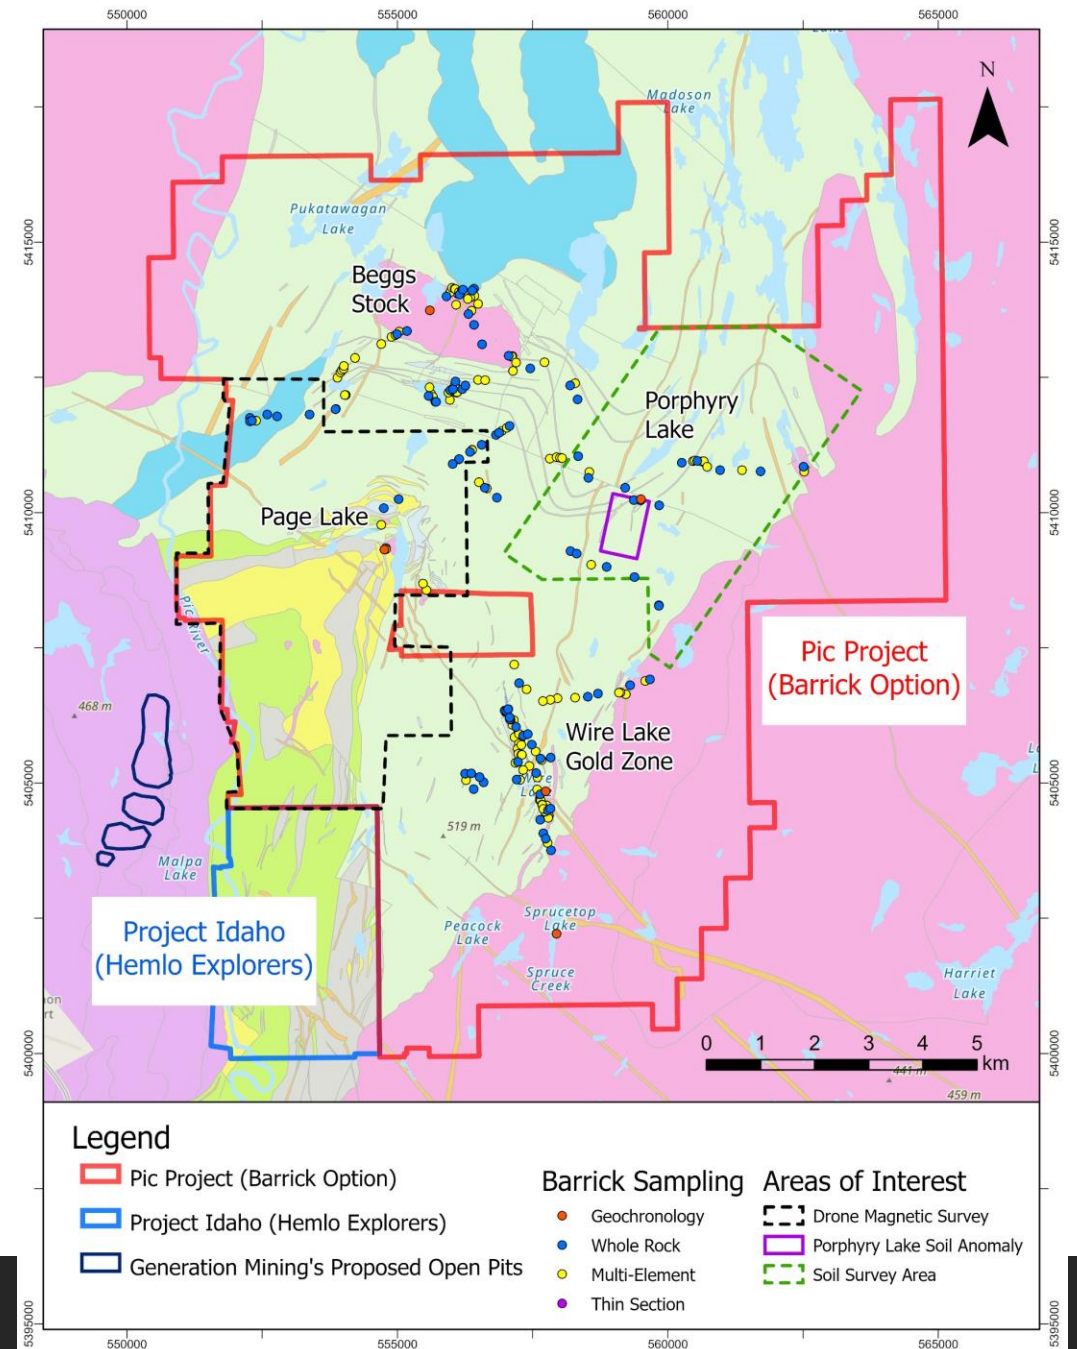 550000
555000
560000
565000
N
Madoson
Lake
Pukatawagan
Lake
5415000
5415000
Beggs
Stock
Porphyry
Lake
5410000
5410000
Page Lake
Pic River
Pic Project
(Barrick Option)
468 m
Wire Lake
Gold Zone
5405000
5405000
519 m
Malpa
Lake
Project Idaho
(Hemlo Explorers)
Peacock
Lake
Sprucetop
Lake
Spruce
Creek
Harriet
Lake
5400000
5400000
0 1 2 3 4 5
km
441 m
459 m
Legend
Pic Project (Barrick Option)
Project Idaho (Hemlo Explorers)
Generation Mining's Proposed Open Pits
Barrick Sampling
Geochronology
Whole Rock
Multi-Element
Thin Section
Areas of Interest
Drone Magnetic Survey
Porphyry Lake Soil Anomaly
Soil Survey Area
5395000
5395000
550000
555000
560000
565000